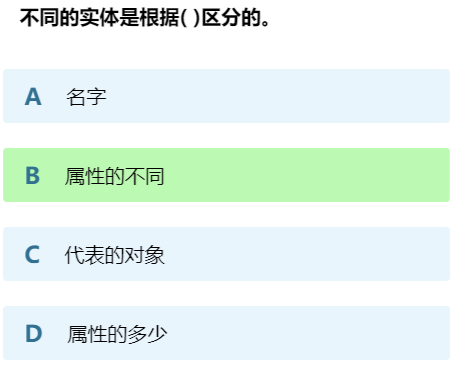 不同的实体是根据( )区分的。
A 名字
B 属性的不同
C 代表的对象
D 属性的多少